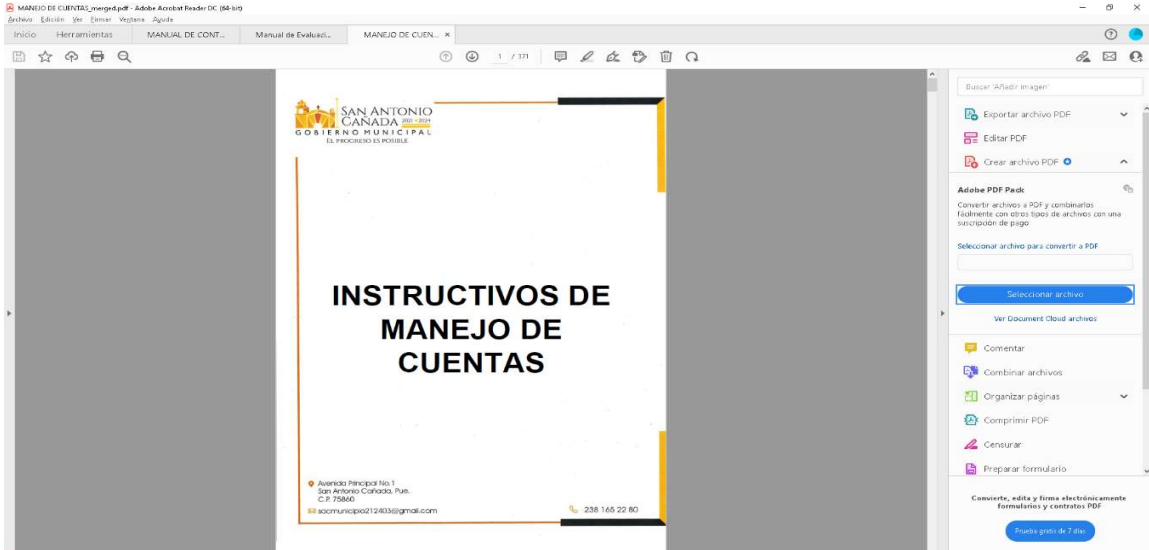 MANEJO DE CUENTAS_merged.pdf - Adobe Acrobat Reader DC (64-bit)
Archivo Edición Ver Firmar Ventana Ayuda
Inicio Herramientas MANUAL DE CONT... Manual de Evaluaci... MANEJO DE CUEN... ×
1 / 371
Buscar 'Añadir imagen'
Exportar archivo PDF
Editar PDF
Crear archivo PDF
Adobe PDF Pack
Convertir archivos a PDF y combinarlos
fácilmente con otros tipos de archivos con una
suscripción de pago
Seleccionar archivo para convertir a PDF
Seleccionar archivo
Ver Document Cloud archivos
Comentar
Combinar archivos
Organizar páginas
Comprimir PDF
Censurar
Preparar formulario
Convierte, edita y firma electrónicamente
formularios y contratos PDF
Prueba gratis de 7 días
SAN ANTONIO
CAÑADA 2021 - 2024
GOBIERNO MUNICIPAL
EL PROGRESO ES POSIBLE
INSTRUCTIVOS DE
MANEJO DE
CUENTAS
Avenida Principal No.1
San Antonio Cañada, Pue.
C.P. 75860
sacmunicipio212403@gmail.com
238 165 22 80